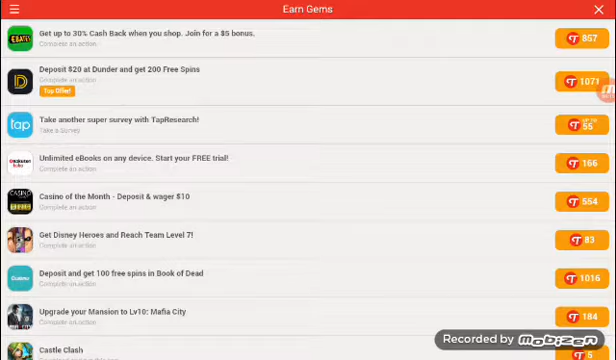 Earn Gems
EBATES
Get up to 30% Cash Back when you shop. Join for a $5 bonus.
Complete an action
857
Deposit $20 at Dunder and get 200 Free Spins
Complete an action
Top Offer!
1071
tap
Take another super survey with TapResearch!
Take a Survey
55
Unlimited eBooks on any device. Start your FREE trial!
Complete an action
166
CASINO
Casino of the Month - Deposit & wager $10
Complete an action
554
Get Disney Heroes and Reach Team Level 7!
Complete an action
83
Deposit and get 100 free spins in Book of Dead
Complete an action
1016
Upgrade your Mansion to Lv10: Mafia City
Complete an action
184
Castle Clash
5
Recorded by mobizen